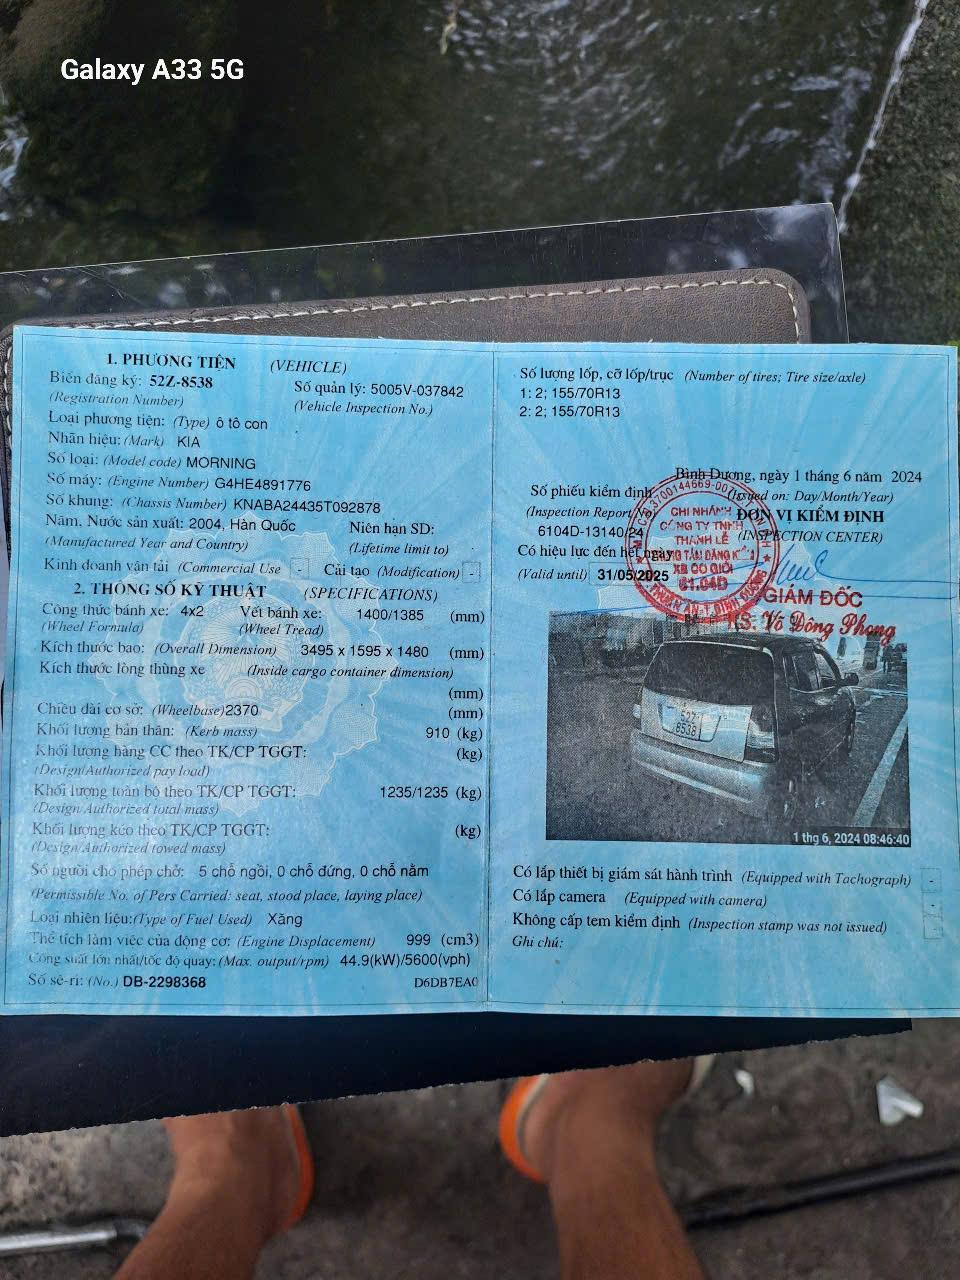 Galaxy A33 5G
1. PHƯƠNG TIỆN (VEHICLE)
Biển đăng ký: 52Z-8538 Số quản lý: 5005V-037842
(Registration Number) (Vehicle Inspection No.)
Loại phương tiện: (Type) ô tô con
Nhãn hiệu: (Mark) KIA
Số loại: (Model code) MORNING
Số máy: (Engine Number) G4HE4891776
Số khung: (Chassis Number) KNABA24435T092878
Năm, Nước sản xuất: 2004, Hàn Quốc Niên hạn SD:
(Manufactured Year and Country) (Lifetime limit to)
Kinh doanh vận tải (Commercial Use - Cải tạo (Modification) -
2. THÔNG SỐ KỸ THUẬT (SPECIFICATIONS)
Công thức bánh xe: 4x2 Vết bánh xe: 1400/1385 (mm)
(Wheel Formula) (Wheel Tread)
Kích thước bao: (Overall Dimension) 3495 x 1595 x 1480 (mm)
Kích thước lòng thùng xe (Inside cargo container dimension)
(mm)
Chiều dài cơ sở: (Wheelbase) 2370 (mm)
Khối lượng bản thân: (Kerb mass) 910 (kg)
Khối lượng hàng CC theo TK/CP TGGT: (kg)
(Design/Authorized pay load)
Khối lượng toàn bộ theo TK/CP TGGT: 1235/1235 (kg)
(Design/Authorized total mass)
Khối lượng kéo theo TK/CP TGGT: (kg)
(Design/Authorized towed mass)
Số người cho phép chở: 5 chỗ ngồi, 0 chỗ đứng, 0 chỗ nằm
(Permissible No. of Pers Carried: seat, stood place, laying place)
Loại nhiên liệu: (Type of Fuel Used) Xăng
Thể tích làm việc của động cơ: (Engine Displacement) 999 (cm3)
Công suất lớn nhất/tốc độ quay: (Max. output/rpm) 44.9(kW)/5600(vph)
Số sê-ri: (No.) DB-2298368 D6DB7EA0
Số lượng lốp, cỡ lốp/trục (Number of tires; Tire size/axle)
1: 2; 155/70R13
2: 2; 155/70R13
Bình Dương, ngày 1 tháng 6 năm 2024
Số phiếu kiểm định (Issued on: Day/Month/Year)
(Inspection Report ĐƠN VỊ KIỂM ĐỊNH
6104D-13140/24 (INSPECTION CENTER)
Có hiệu lực đến hết ngày
(Valid until) 31/05/2025
CHI NHÁNH
CÔNG TY TNHH
THANH LỄ
XE CƠ GIỚI
61.04D
GIÁM ĐỐC
KS: Võ Đông Phong
52Z
8538
1 thg 6, 2024 08:46:40
Có lắp thiết bị giám sát hành trình (Equipped with Tachograph) -
Có lắp camera (Equipped with camera) -
Không cấp tem kiểm định (Inspection stamp was not issued) -
Ghi chú: